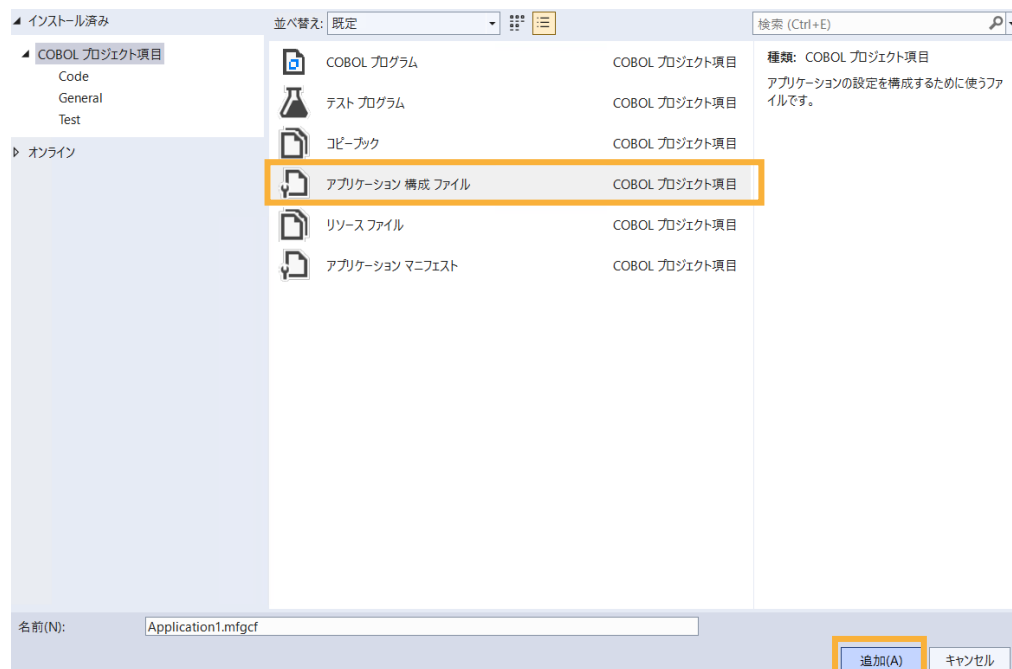 インストール済み
並べ替え: 既定
検索 (Ctrl+E)
COBOL プロジェクト項目
Code
General
Test
オンライン
COBOL プログラム COBOL プロジェクト項目
テスト プログラム COBOL プロジェクト項目
コピーブック COBOL プロジェクト項目
アプリケーション 構成 ファイル COBOL プロジェクト項目
リソース ファイル COBOL プロジェクト項目
アプリケーション マニフェスト COBOL プロジェクト項目
種類: COBOL プロジェクト項目
アプリケーションの設定を構成するために使うファ
イルです。
名前(N): Application1.mfgcf
追加(A) キャンセル